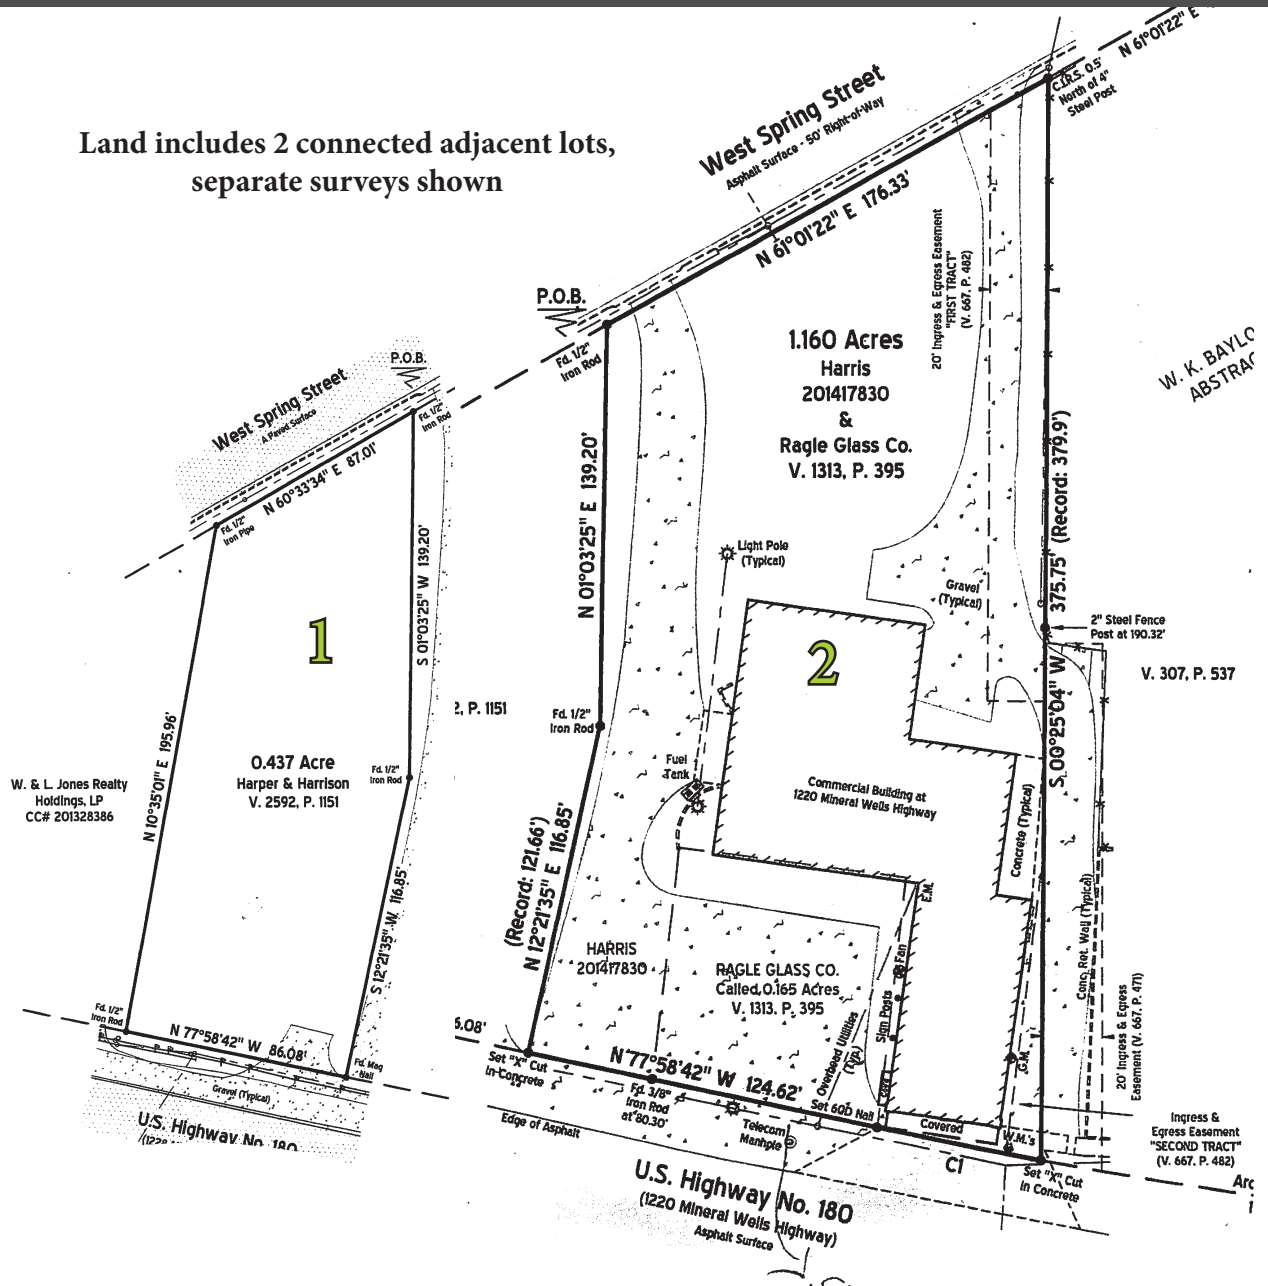 Land includes 2 connected adjacent lots,
separate surveys shown
West Spring Street
A Paved Surface
P.O.B.
Fd. 1/2"
Iron Rod
N 60°33'34" E 87.01'
Fd. 1/2"
Iron Pipe
S 01°03'25" W 139.20'
1
N 10°35'01" E 195.96'
0.437 Acre
Harper & Harrison
V. 2592, P. 1151
Fd. 1/2"
Iron Rod
W. & L. Jones Realty
Holdings, LP
CC# 201328386
S 12°21'35" W 116.85'
Fd. 1/2"
Iron Rod
N 77°58'42" W 86.08'
Fd. Mag
Nail
Gravel (Typical)
U.S. Highway No. 180
N 61°01'22" E
C.I.R.S. 0.5'
North of 4"
Steel Post
West Spring Street
Asphalt Surface - 50' Right-of-Way
N 61°01'22" E 176.33'
P.O.B.
Fd. 1/2"
Iron Rod
20' Ingress & Egress Easement
"FIRST TRACT"
(V. 667, P. 482)
1.160 Acres
Harris
201417830
&
Ragle Glass Co.
V. 1313, P. 395
W. K. BAYLO
ABSTRAC
N 01°03'25" E 139.20'
S 00°25'04" W 375.75' (Record: 379.9')
Light Pole
(Typical)
Gravel
(Typical)
2" Steel Fence
Post at 190.32'
2
V. 307, P. 537
2, P. 1151
Fd. 1/2"
Iron Rod
Fuel
Tank
Commercial Building at
1220 Mineral Wells Highway
Concrete (Typical)
(Record: 121.66')
N 12°21'35" E 116.85'
E.M.
Conc. Ret. Wall (Typical)
HARRIS
201417830
RAGLE GLASS CO.
Called 0.165 Acres
V. 1313, P. 395
Fan
Sign Posts
Overhead Utilities
(Typ.)
G.M.
20' Ingress & Egress
Easement (V. 667, P. 471)
6.08'
Set "X" Cut
in Concrete
N 77°58'42" W 124.62'
Fd. 3/8"
Iron Rod
at 80.30'
Set 60D Nail
Covered
W.M.'s
C1
Telecom
Manhole
Edge of Asphalt
Set "X" Cut
in Concrete
Ingress &
Egress Easement
"SECOND TRACT"
(V. 667, P. 482)
U.S. Highway No. 180
(1220 Mineral Wells Highway)
Asphalt Surface